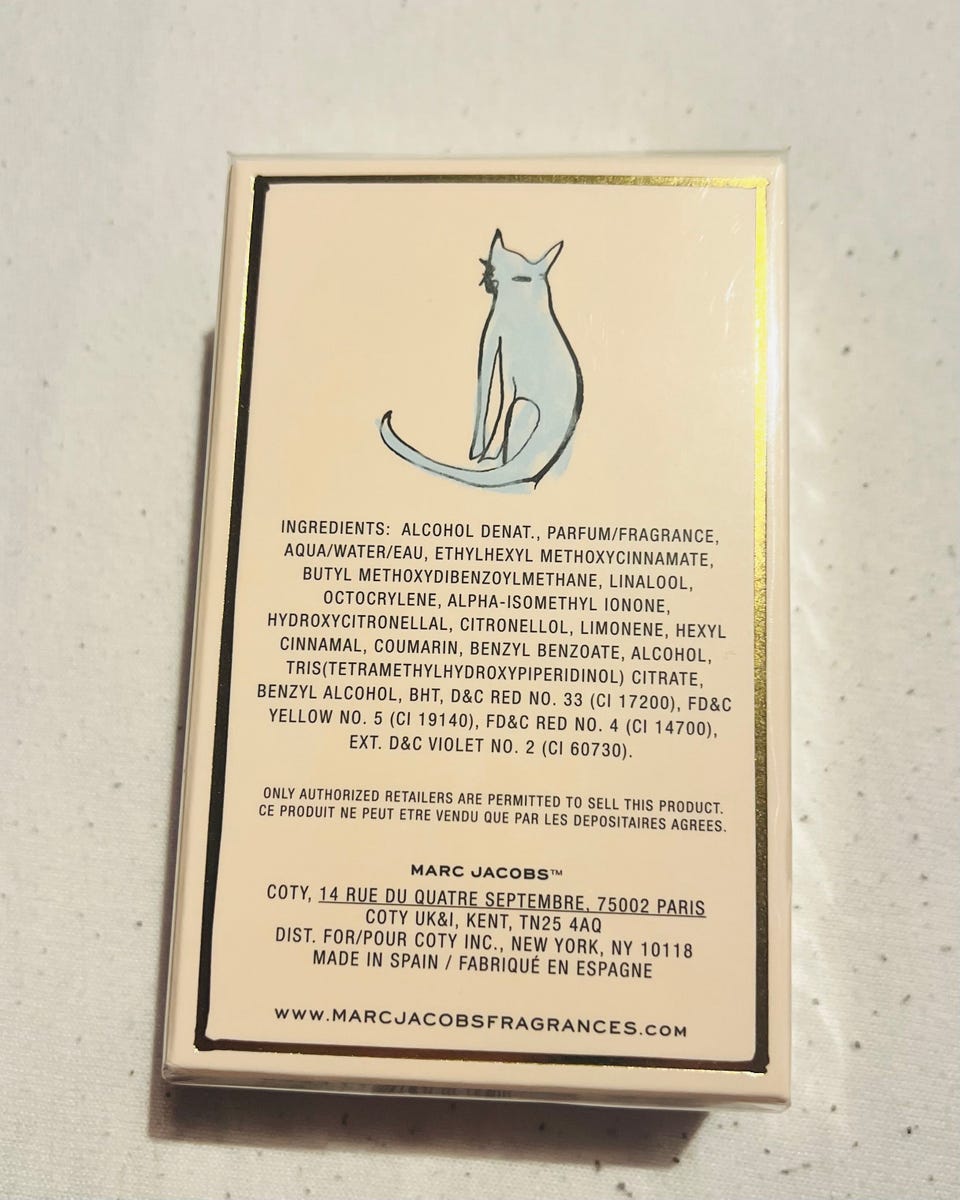 INGREDIENTS: ALCOHOL DENAT., PARFUM/FRAGRANCE,
AQUA/WATER/EAU, ETHYLHEXYL METHOXYCINNAMATE,
BUTYL METHOXYDIBENZOYLMETHANE, LINALOOL,
OCTOCRYLENE, ALPHA-ISOMETHYL IONONE,
HYDROXYCITRONELLAL, CITRONELLOL, LIMONENE, HEXYL
CINNAMAL, COUMARIN, BENZYL BENZOATE, ALCOHOL,
TRIS(TETRAMETHYLHYDROXYPIPERIDINOL) CITRATE,
BENZYL ALCOHOL, BHT, D&C RED NO. 33 (CI 17200), FD&C
YELLOW NO. 5 (CI 19140), FD&C RED NO. 4 (CI 14700),
EXT. D&C VIOLET NO. 2 (CI 60730).
ONLY AUTHORIZED RETAILERS ARE PERMITTED TO SELL THIS PRODUCT.
CE PRODUIT NE PEUT ETRE VENDU QUE PAR LES DEPOSITAIRES AGREES.
MARC JACOBS™
COTY, 14 RUE DU QUATRE SEPTEMBRE, 75002 PARIS
COTY UK&I, KENT, TN25 4AQ
DIST. FOR/POUR COTY INC., NEW YORK, NY 10118
MADE IN SPAIN / FABRIQUÉ EN ESPAGNE
WWW.MARCJACOBSFRAGRANCES.COM